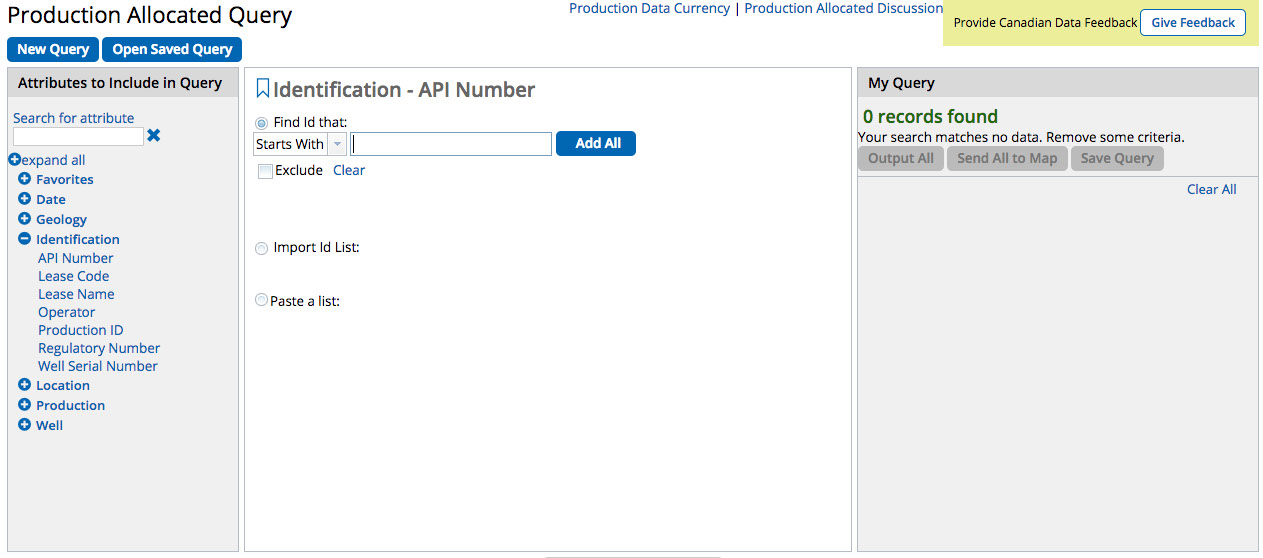 Production Allocated Query
Production Data Currency | Production Allocated Discussion
Provide Canadian Data Feedback Give Feedback
New Query Open Saved Query
Attributes to Include in Query
Search for attribute
expand all
Favorites
Date
Geology
Identification
API Number
Lease Code
Lease Name
Operator
Production ID
Regulatory Number
Well Serial Number
Location
Production
Well
Identification - API Number
Find Id that:
Starts With Add All
Exclude Clear
Import Id List:
Paste a list:
My Query
0 records found
Your search matches no data. Remove some criteria.
Output All Send All to Map Save Query
Clear All